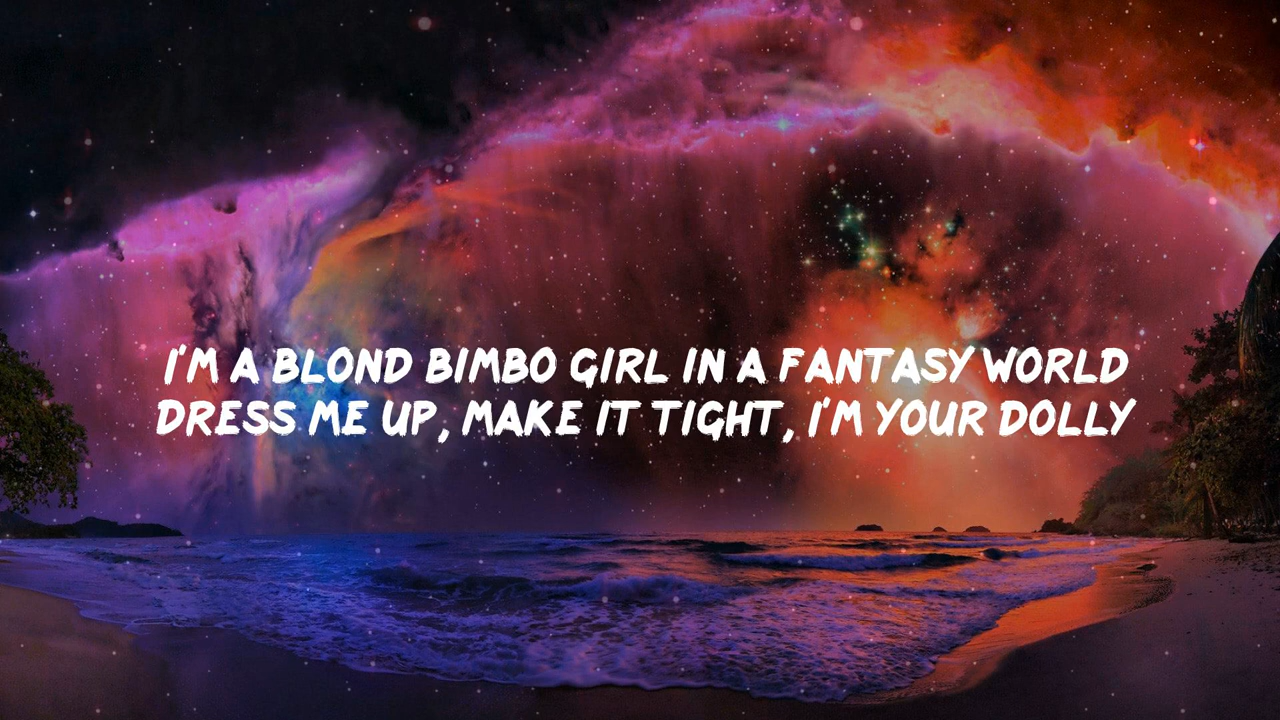 I'M A BLOND BIMBO GIRL IN A FANTASY WORLD
DRESS ME UP, MAKE IT TIGHT, I'M YOUR DOLLY